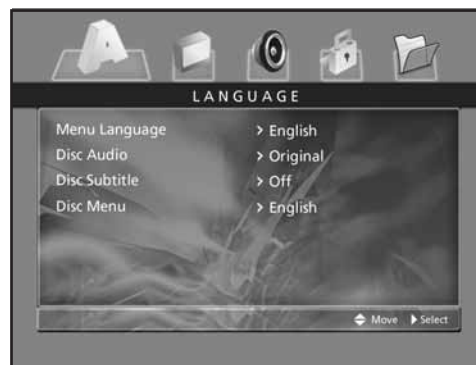 LANGUAGE
Menu Language > English
Disc Audio > Original
Disc Subtitle > Off
Disc Menu > English
Move Select